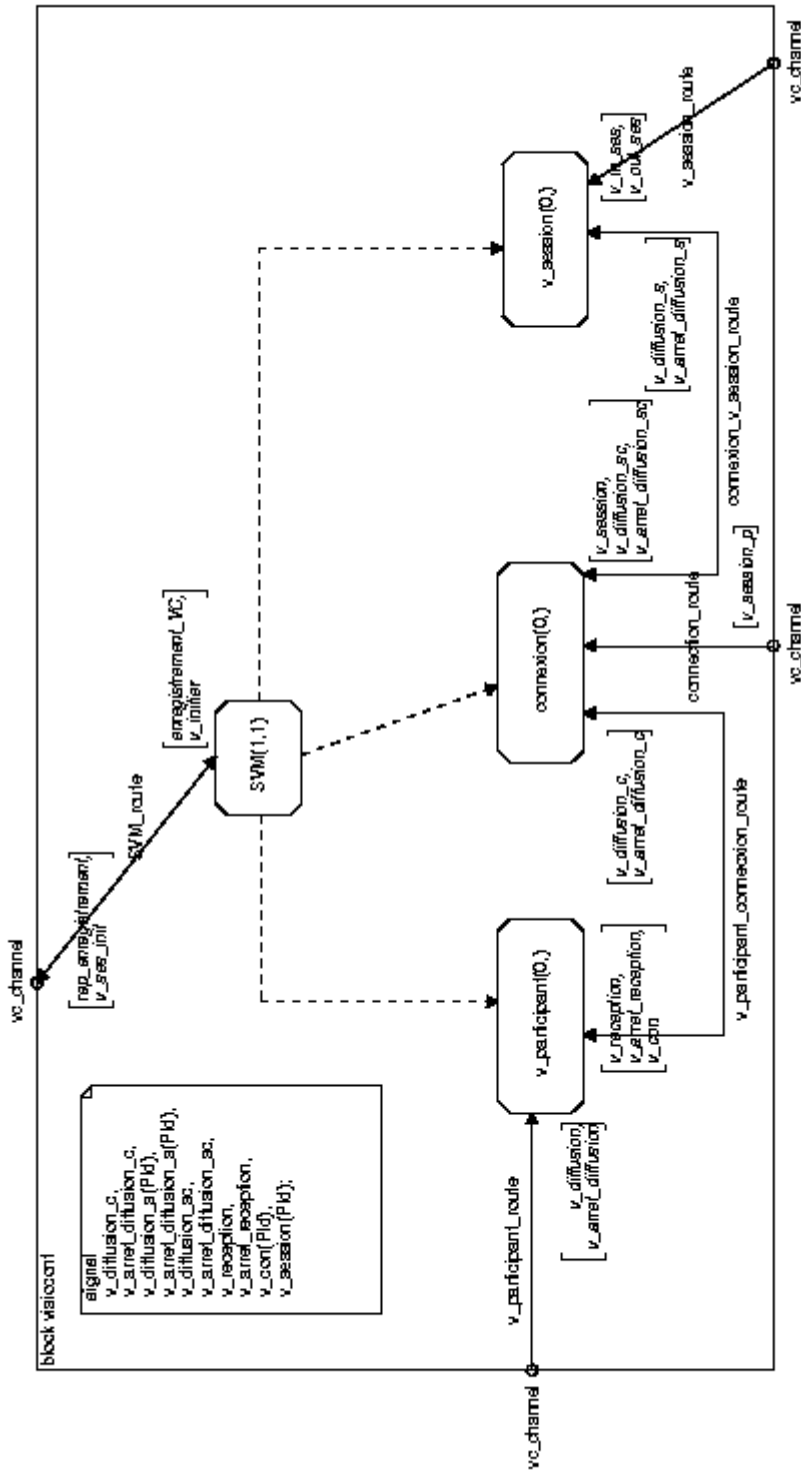 block visioconf
signal
v_diffusion_c,
v_arret_diffusion_c,
v_diffusion_s(PId),
v_arret_diffusion_s(PId),
v_diffusion_sc,
v_arret_diffusion_sc,
v_reception,
v_arret_reception,
v_con(PId),
v_session(PId);
vc_channel
rep_enregistrement,
v_ses_init
SVM_route
enregistrement_VC,
v_initier
SVM(1,1)
vc_channel
v_participant_route
v_diffusion,
v_arret_diffusion
v_participant(0,)
v_reception,
v_arret_reception,
v_con
v_participant_connexion_route
v_diffusion_c,
v_arret_diffusion_c
connexion(0,)
connection_route
[v_session_p]
vc_channel
v_session,
v_diffusion_sc,
v_arret_diffusion_sc
connexion_v_session_route
v_diffusion_s,
v_arret_diffusion_s
v_session(0,)
v_in_ses,
v_out_ses
v_session_route
vc_channel